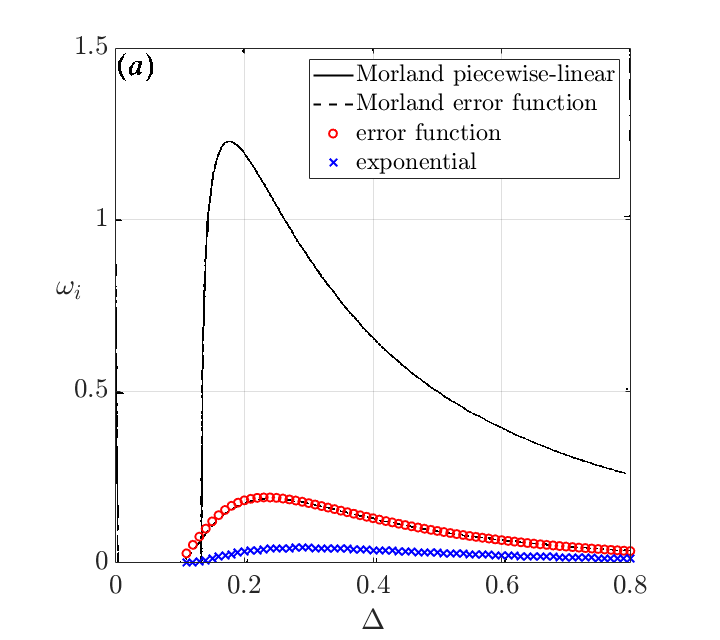 (a)
Morland piecewise-linear
Morland error function
error function
exponential
1.5
1
0.5
0
ω_i
0 0.2 0.4 0.6 0.8
Δ